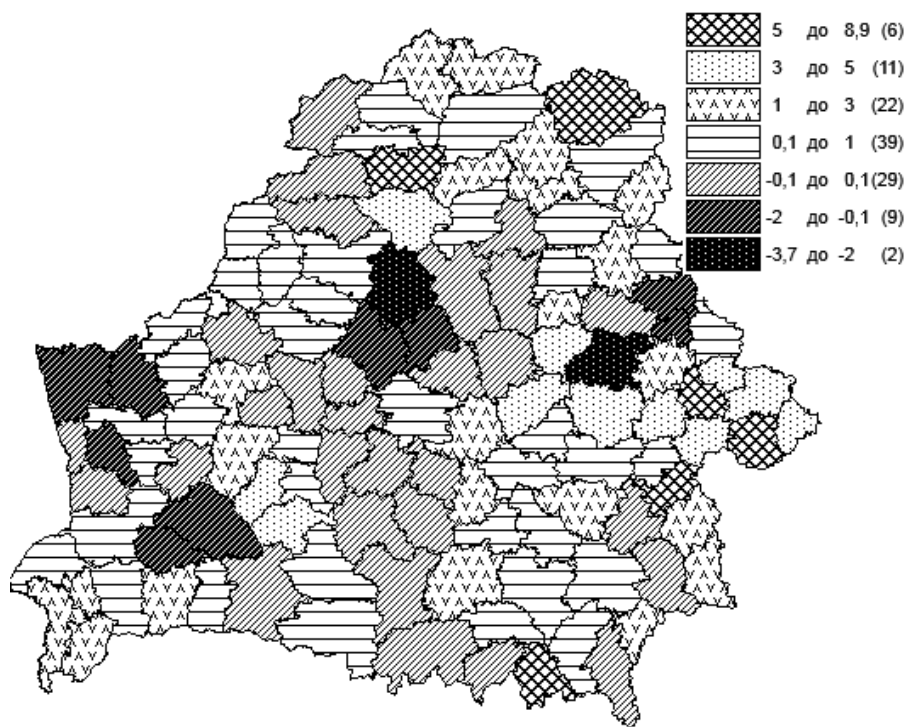 5 до 8,9 (6)
3 до 5 (11)
1 до 3 (22)
0,1 до 1 (39)
-0,1 до 0,1 (29)
-2 до -0,1 (9)
-3,7 до -2 (2)